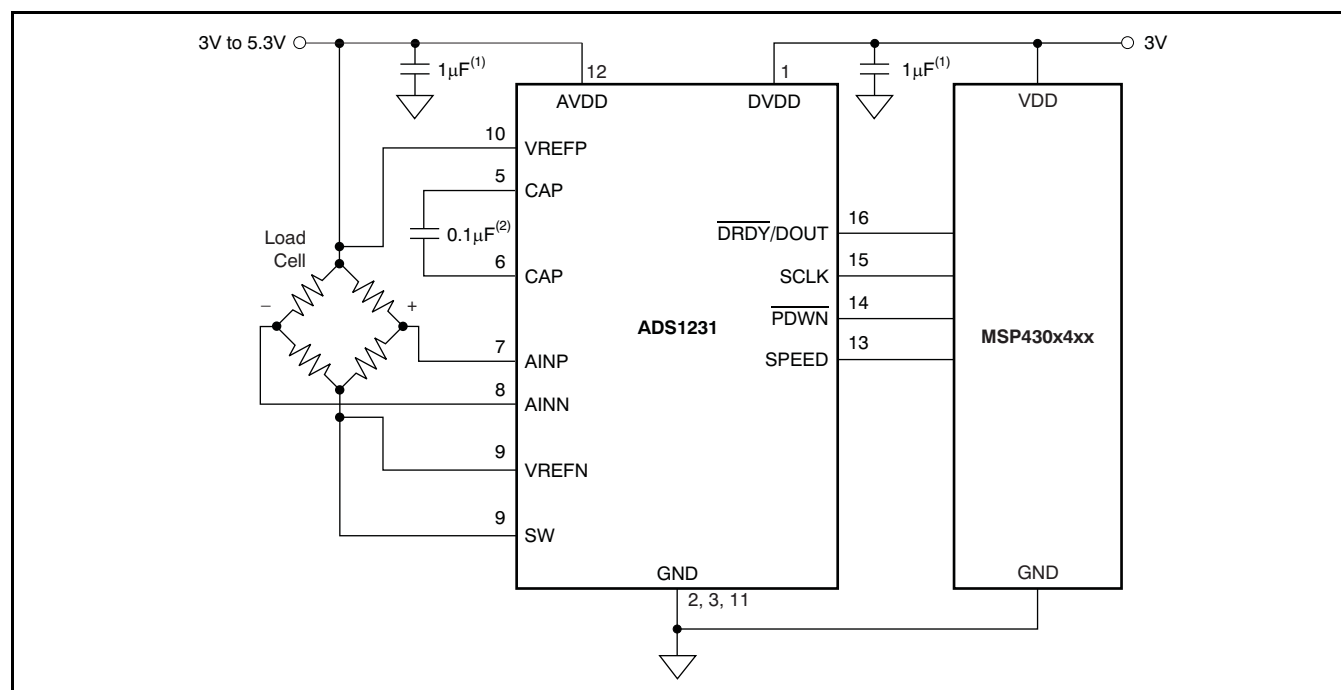 3V to 5.3V
1μF(1)
12
1
1μF(1)
3V
AVDD
DVDD
VDD
10
VREFP
5
CAP
0.1μF(2)
6
CAP
Load
Cell
−
+
7
AINP
8
AINN
9
VREFN
9
SW
ADS1231
DRDY/DOUT
16
SCLK
15
PDWN
14
SPEED
13
MSP430x4xx
GND
2, 3, 11
GND